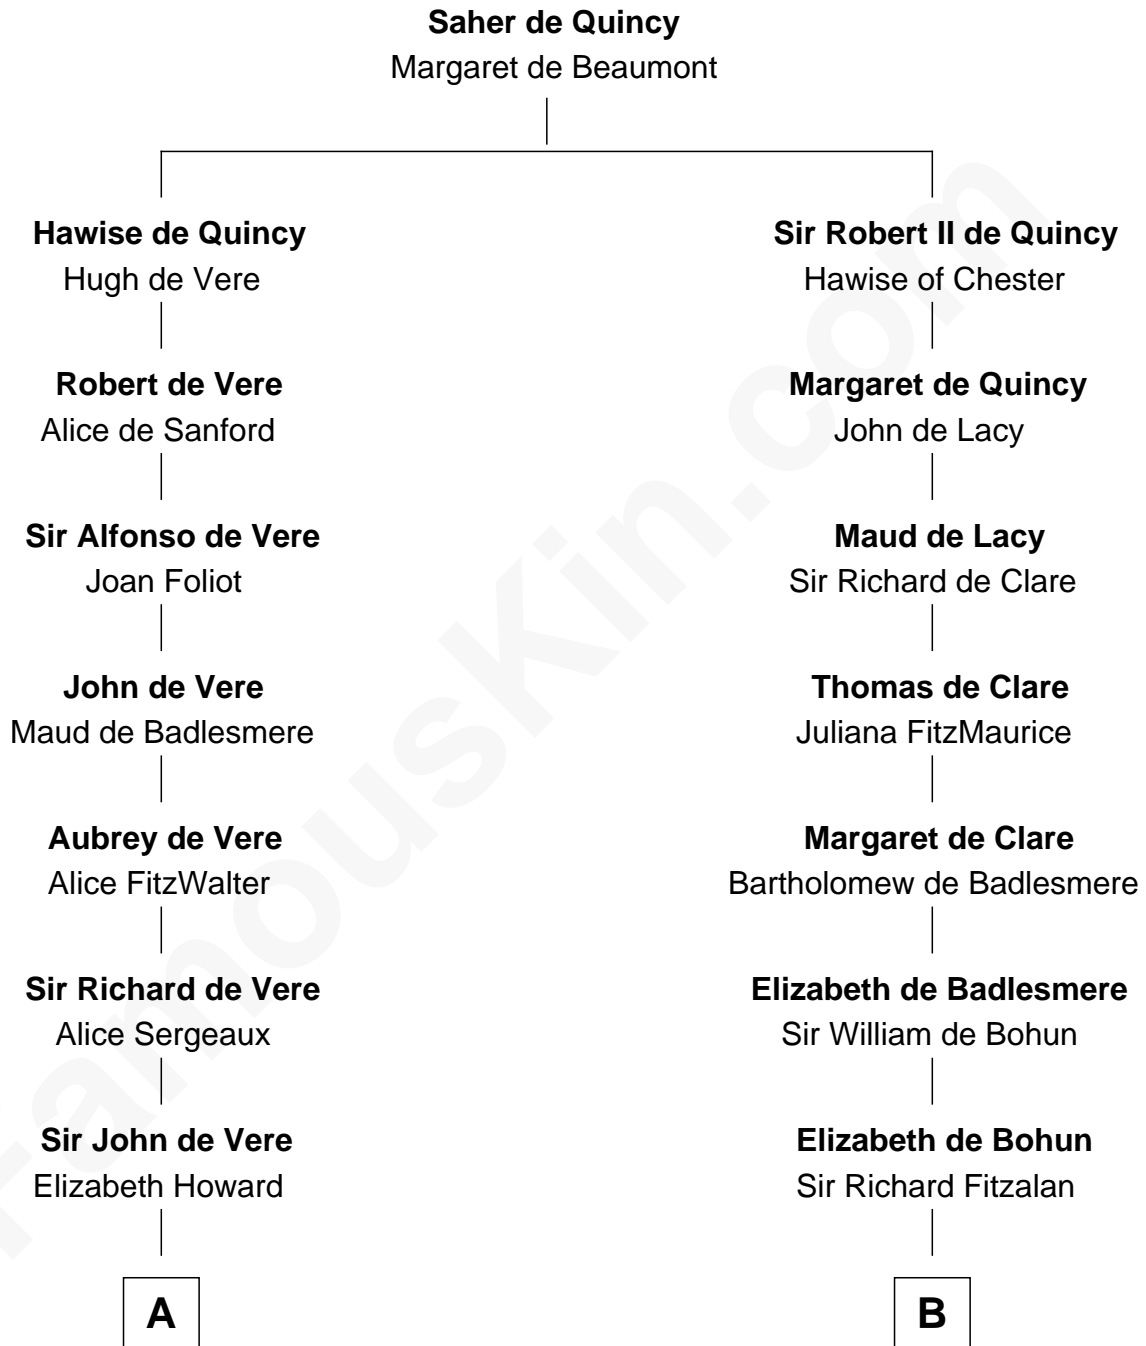 Saher de Quincy
Margaret de Beaumont
Hawise de Quincy
Hugh de Vere
Sir Robert II de Quincy
Hawise of Chester
Robert de Vere
Alice de Sanford
Margaret de Quincy
John de Lacy
Sir Alfonso de Vere
Joan Foliot
Maud de Lacy
Sir Richard de Clare
John de Vere
Maud de Badlesmere
Thomas de Clare
Juliana FitzMaurice
Aubrey de Vere
Alice FitzWalter
Margaret de Clare
Bartholomew de Badlesmere
Sir Richard de Vere
Alice Sergeaux
Elizabeth de Badlesmere
Sir William de Bohun
Sir John de Vere
Elizabeth Howard
Elizabeth de Bohun
Sir Richard Fitzalan
A
B
FamousKin.com